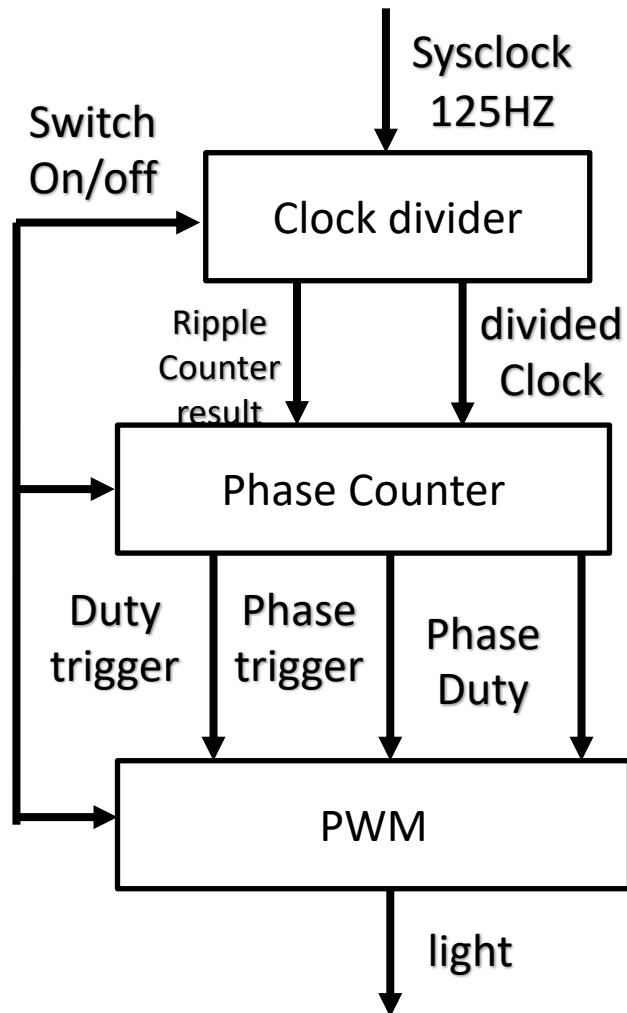 Sysclock
125HZ
Switch
On/off
Clock divider
Ripple
Counter
result
divided
Clock
Phase Counter
Duty
trigger
Phase
trigger
Phase
Duty
PWM
light